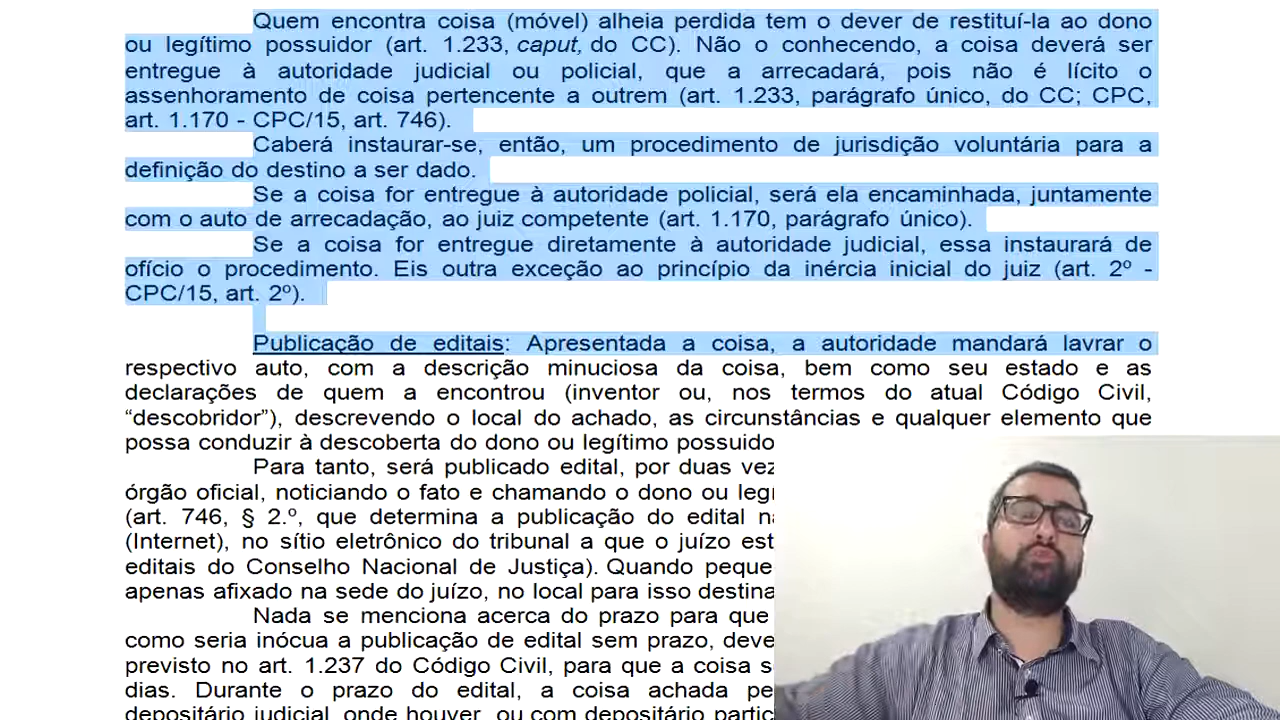 Quem encontra coisa (móvel) alheia perdida tem o dever de restituí-la ao dono
ou legítimo possuidor (art. 1.233, caput, do CC). Não o conhecendo, a coisa deverá ser
entregue à autoridade judicial ou policial, que a arrecadará, pois não é lícito o
assenhoramento de coisa pertencente a outrem (art. 1.233, parágrafo único, do CC; CPC,
art. 1.170 - CPC/15, art. 746).
Caberá instaurar-se, então, um procedimento de jurisdição voluntária para a
definição do destino a ser dado.
Se a coisa for entregue à autoridade policial, será ela encaminhada, juntamente
com o auto de arrecadação, ao juiz competente (art. 1.170, parágrafo único).
Se a coisa for entregue diretamente à autoridade judicial, essa instaurará de
ofício o procedimento. Eis outra exceção ao princípio da inércia inicial do juiz (art. 2º -
CPC/15, art. 2º).
Publicação de editais: Apresentada a coisa, a autoridade mandará lavrar o
respectivo auto, com a descrição minuciosa da coisa, bem como seu estado e as
declarações de quem a encontrou (inventor ou, nos termos do atual Código Civil,
“descobridor”), descrevendo o local do achado, as circunstâncias e qualquer elemento que
possa conduzir à descoberta do dono ou legítimo
Para tanto, será publicado edital, por duas
órgão oficial, noticiando o fato e chamando o dono ou
(art. 746, § 2.º, que determina a publicação do edital
(Internet), no sítio eletrônico do tribunal a que o juízo
editais do Conselho Nacional de Justiça). Quando
apenas afixado na sede do juízo, no local para isso
Nada se menciona acerca do prazo para que
como seria inócua a publicação de edital sem prazo,
previsto no art. 1.237 do Código Civil, para que a coisa
dias. Durante o prazo do edital, a coisa achada
depositário judicial, onde houver, ou com depositário